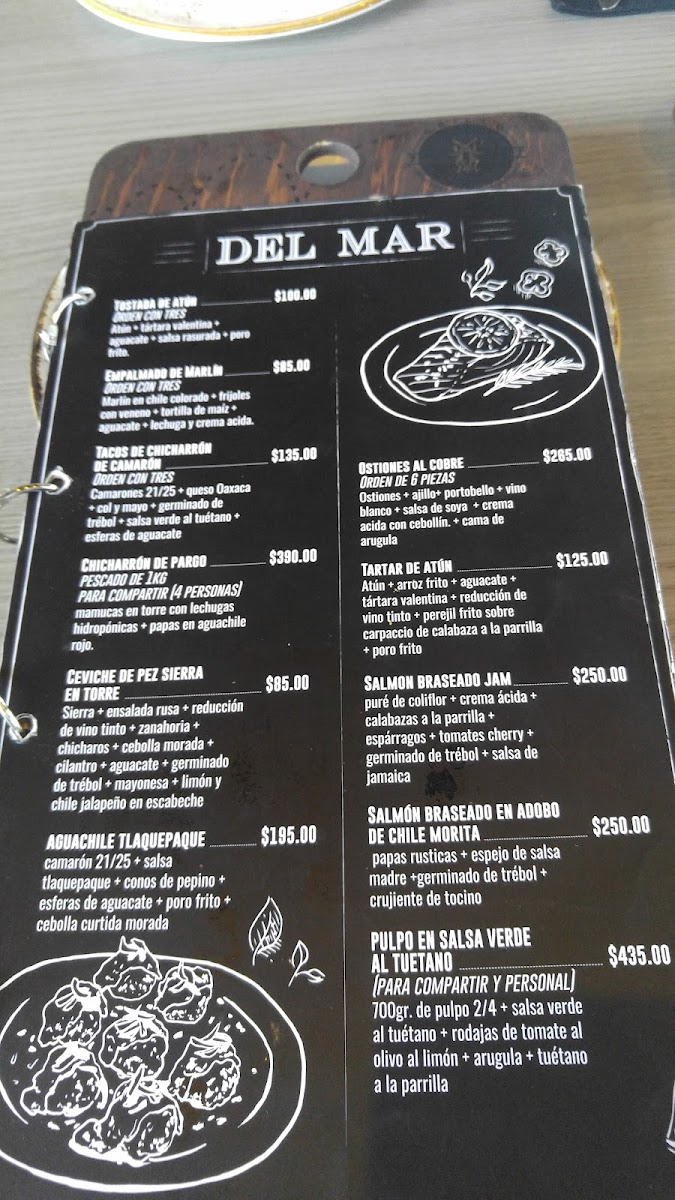 DEL MAR
TOSTADA DE ATÚN $100.00
ORDEN CON TRES
Atún + tártara valentina +
aguacate + salsa rasurada + poro
frito.
EMPALMADO DE MARLÍN $85.00
ORDEN CON TRES
Marlín en chile colorado + frijoles
con veneno + tortilla de maíz +
aguacate + lechuga y crema acida.
TACOS DE CHICHARRÓN
DE CAMARÓN $135.00
ORDEN CON TRES
Camarones 21/25 + queso Oaxaca
+ col y mayo + germinado de
trébol + salsa verde al tuétano +
esferas de aguacate
CHICHARRÓN DE PARGO $390.00
PESCADO DE 1KG
PARA COMPARTIR (4 PERSONAS)
mamucas en torre con lechugas
hidropónicas + papas en aguachile
rojo.
CEVICHE DE PEZ SIERRA
EN TORRE $85.00
Sierra + ensalada rusa + reducción
de vino tinto + zanahoria +
chicharos + cebolla morada +
cilantro + aguacate + germinado
de trébol + mayonesa + limón y
chile jalapeño en escabeche
AGUACHILE TLAQUEPAQUE $195.00
camarón 21/25 + salsa
tlaquepaque + conos de pepino +
esferas de aguacate + poro frito +
cebolla curtida morada
OSTIONES AL COBRE $265.00
ORDEN DE 6 PIEZAS
Ostiones + ajillo+ portobello + vino
blanco + salsa de soya + crema
acida con cebollín. + cama de
arugula
TARTAR DE ATÚN $125.00
Atún + arroz frito + aguacate +
tártara valentina + reducción de
vino tinto + perejil frito sobre
carpaccio de calabaza a la parrilla
+ poro frito
SALMON BRASEADO JAM $250.00
puré de coliflor + crema ácida +
calabazas a la parrilla +
espárragos + tomates cherry +
germinado de trébol + salsa de
jamaica
SALMÓN BRASEADO EN ADOBO
DE CHILE MORITA $250.00
papas rusticas + espejo de salsa
madre +germinado de trébol +
crujiente de tocino
PULPO EN SALSA VERDE
AL TUETANO $435.00
(PARA COMPARTIR Y PERSONAL)
700gr. de pulpo 2/4 + salsa verde
al tuétano + rodajas de tomate al
olivo al limón + arugula + tuétano
a la parrilla